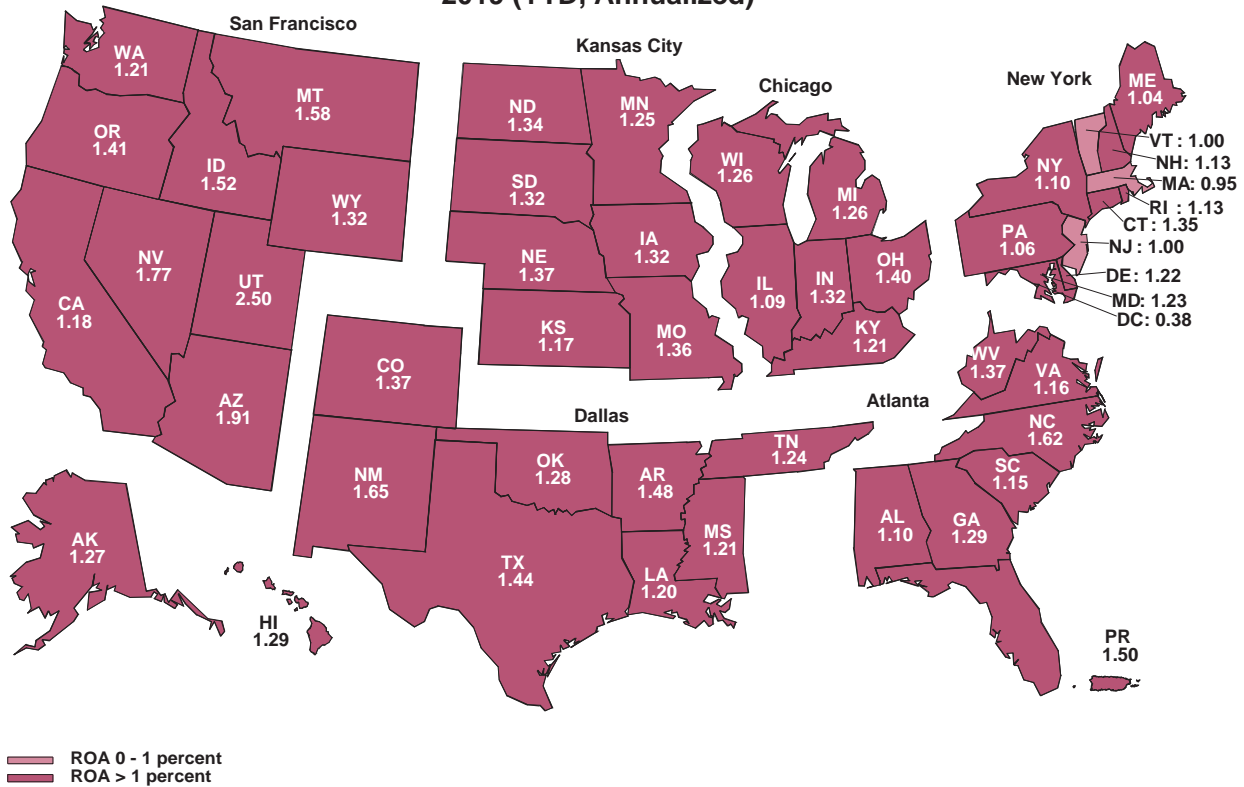 (YTD, Annualized)
San Francisco
Kansas City
Chicago
New York
WA
1.21
MT
1.58
OR
1.41
ID
1.52
WY
1.32
NV
1.77
UT
2.50
CA
1.18
AZ
1.91
AK
1.27
HI
1.29
ND
1.34
MN
1.25
SD
1.32
NE
1.37
IA
1.32
KS
1.17
MO
1.36
WI
1.26
MI
1.26
IL
1.09
IN
1.32
OH
1.40
KY
1.21
ME
1.04
NY
1.10
PA
1.06
VT : 1.00
NH: 1.13
MA: 0.95
RI : 1.13
CT: 1.35
NJ: 1.00
DE: 1.22
MD: 1.23
DC: 0.38
Dallas
Atlanta
CO
1.37
NM
1.65
OK
1.28
AR
1.48
TX
1.44
LA
1.20
MS
1.21
TN
1.24
WV
1.37
VA
1.16
NC
1.62
SC
1.15
AL
1.10
GA
1.29
PR
1.50
ROA 0 - 1 percent
ROA > 1 percent